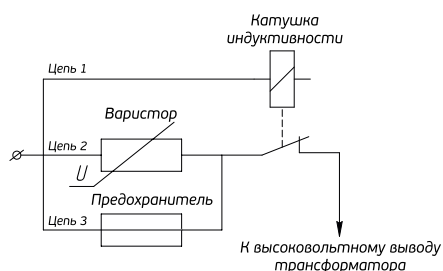 Катушка
индуктивности
Цепь 1
Варистор
Цепь 2
U
Предохранитель
Цепь 3
К высоковольтному выводу
трансформатора